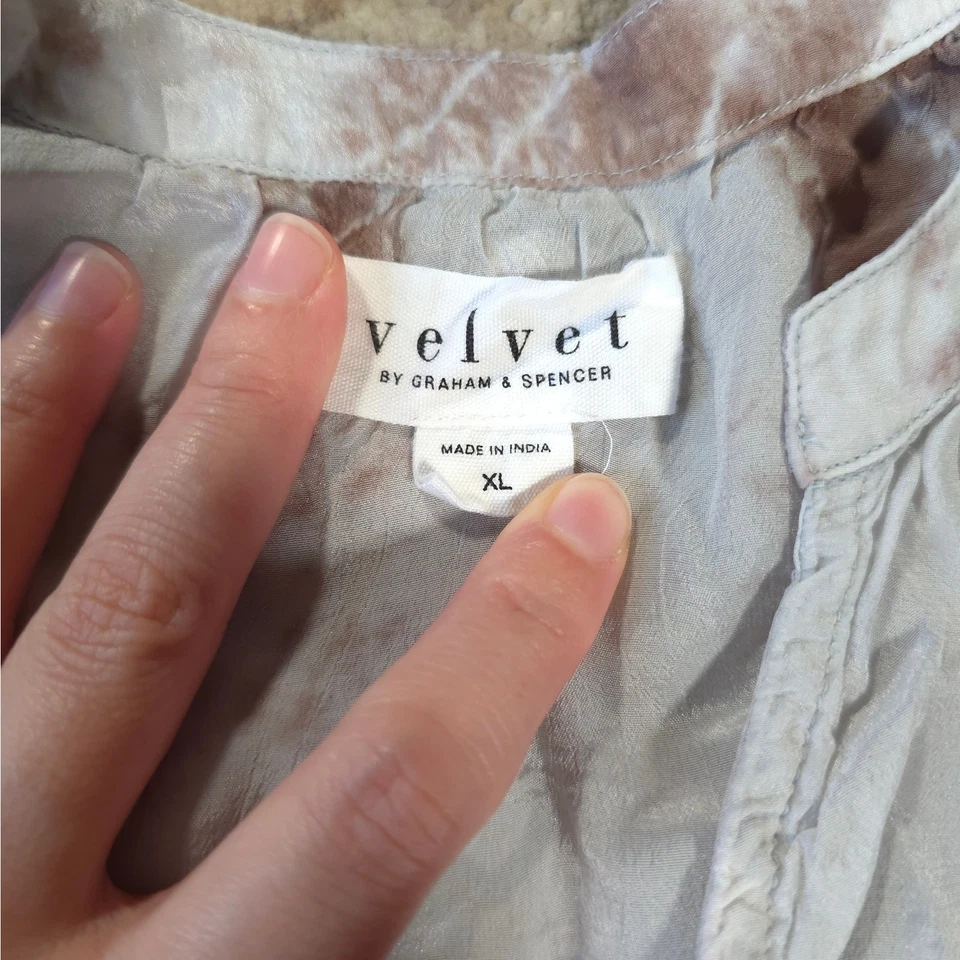 velvet
BY GRAHAM & SPENCER
MADE IN INDIA
XL